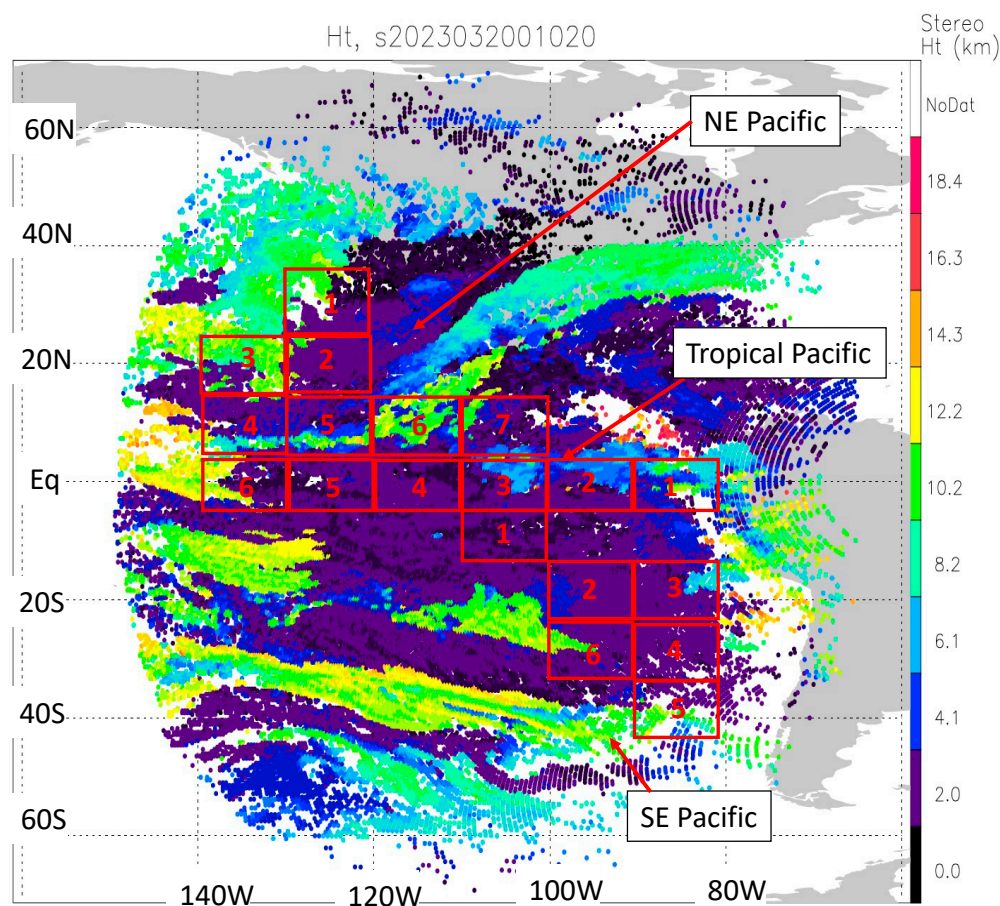 Ht, s2023032001020
Stereo
Ht (km)
NoDat
18.4
16.3
14.3
12.2
10.2
8.2
6.1
4.1
2.0
0.0
60N
40N
20N
Eq
20S
40S
60S
140W
120W
100W
80W
NE Pacific
Tropical Pacific
SE Pacific
1
3
2
4
5
6
7
6
5
4
3
2
1
1
2
3
6
4
5